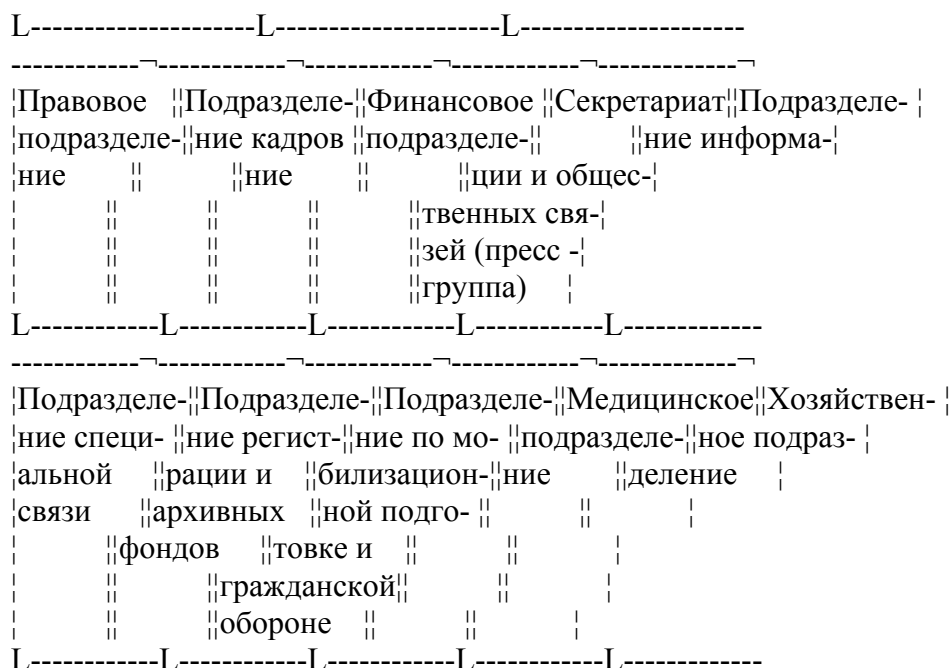 L---------------------L---------------------L---------------------
------------¬------------¬------------¬------------¬-------------¬
¦Правовое ¦¦Подразделе-¦¦Финансовое ¦¦Секретариат¦¦Подразделе- ¦
¦подразделе-¦¦ние кадров ¦¦подразделе-¦¦ ¦¦ние информа-¦
¦ние ¦¦ ¦¦ние ¦¦ ¦¦ции и общес-¦
¦ ¦¦ ¦¦ ¦¦ ¦¦твенных свя-¦
¦ ¦¦ ¦¦ ¦¦ ¦¦зей (пресс -¦
¦ ¦¦ ¦¦ ¦¦ ¦¦группа) ¦
L------------L------------L------------L------------L-------------
------------¬------------¬------------¬------------¬-------------¬
¦Подразделе-¦¦Подразделе-¦¦Подразделе-¦¦Медицинское¦¦Хозяйствен- ¦
¦ние специ- ¦¦ние регист-¦¦ние по мо- ¦¦подразделе-¦¦ное подраз- ¦
¦альной ¦¦рации и ¦¦билизацион-¦¦ние ¦¦деление ¦
¦связи ¦¦архивных ¦¦ной подго- ¦¦ ¦¦ ¦
¦ ¦¦фондов ¦¦товке и ¦¦ ¦¦ ¦
¦ ¦¦ ¦¦гражданской¦¦ ¦¦ ¦
¦ ¦¦ ¦¦обороне ¦¦ ¦¦ ¦
L------------L------------L------------L------------L-------------